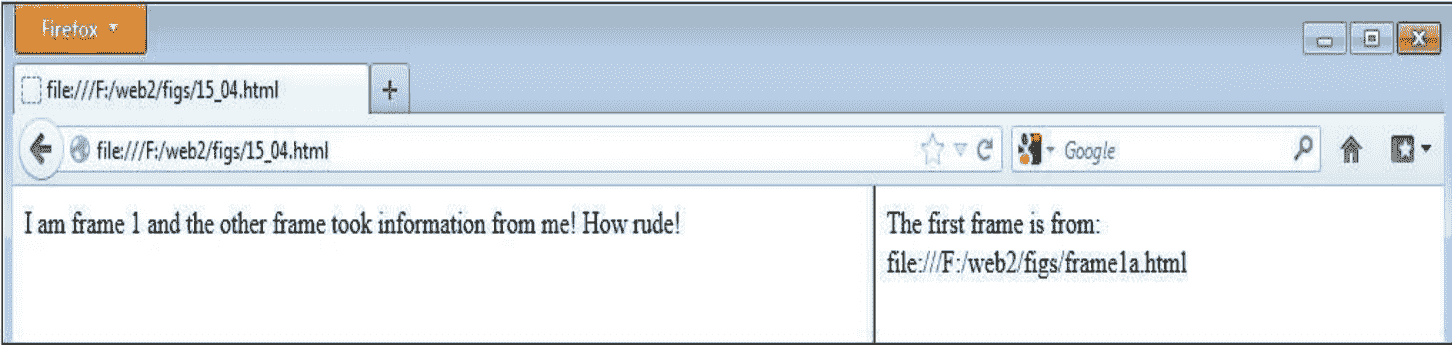 Firefox
file:///F:/web2/figs/15_04.html
file:///F:/web2/figs/15_04.html
Google
I am frame 1 and the other frame took information from me! How rude!
The first frame is from:
file:///F:/web2/figs/frame1a.html